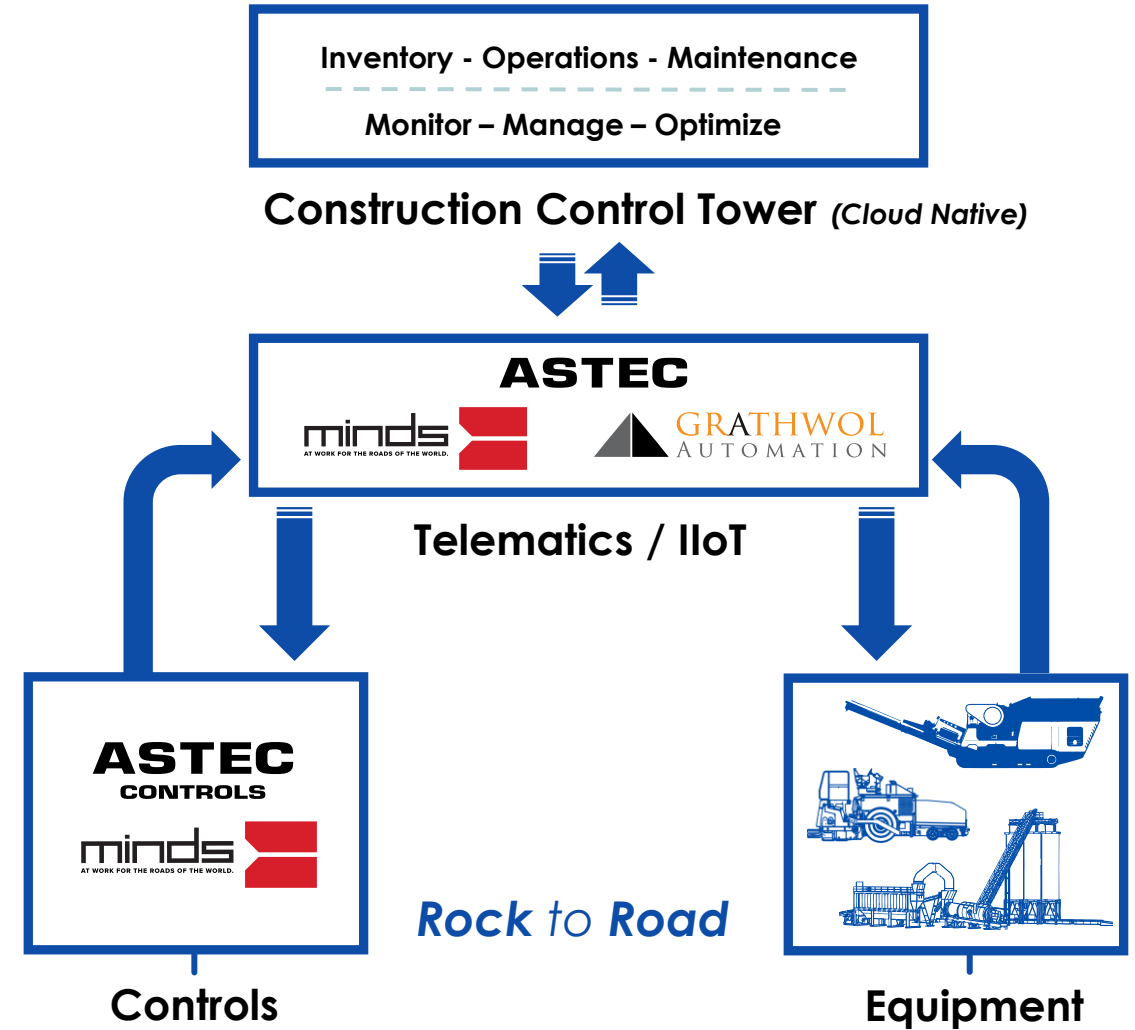 Inventory - Operations - Maintenance
Monitor – Manage – Optimize
Construction Control Tower (Cloud Native)
ASTEC
minds
AT WORK FOR THE ROADS OF THE WORLD.
GRATHWOL
AUTOMATION
Telematics / IIoT
ASTEC
CONTROLS
minds
AT WORK FOR THE ROADS OF THE WORLD.
Rock to Road
Controls
Equipment